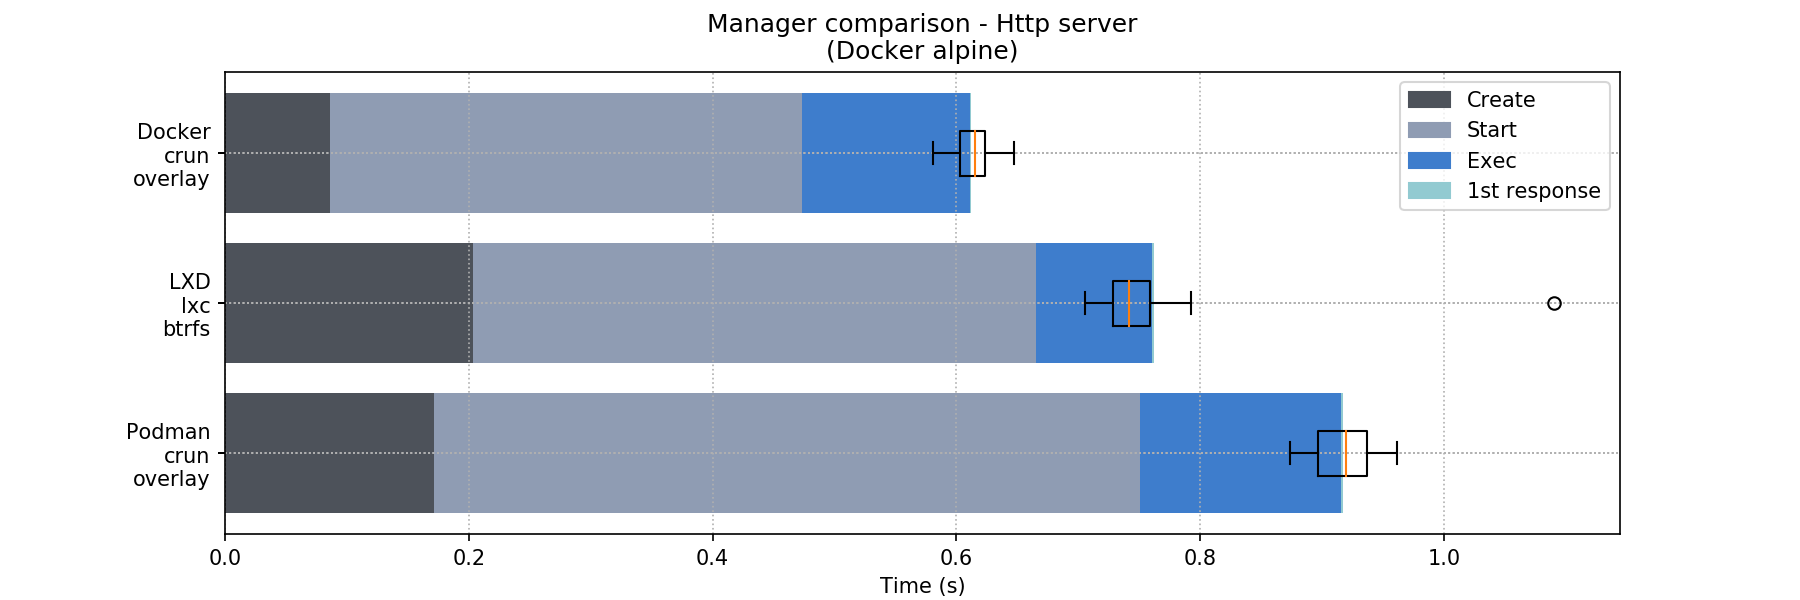 Manager comparison - Http server
(Docker alpine)
Docker
crun
overlay
LXD
lxc
btrfs
Podman
crun
overlay
Create
Start
Exec
1st response
0.0 0.2 0.4 0.6 0.8 1.0
Time (s)